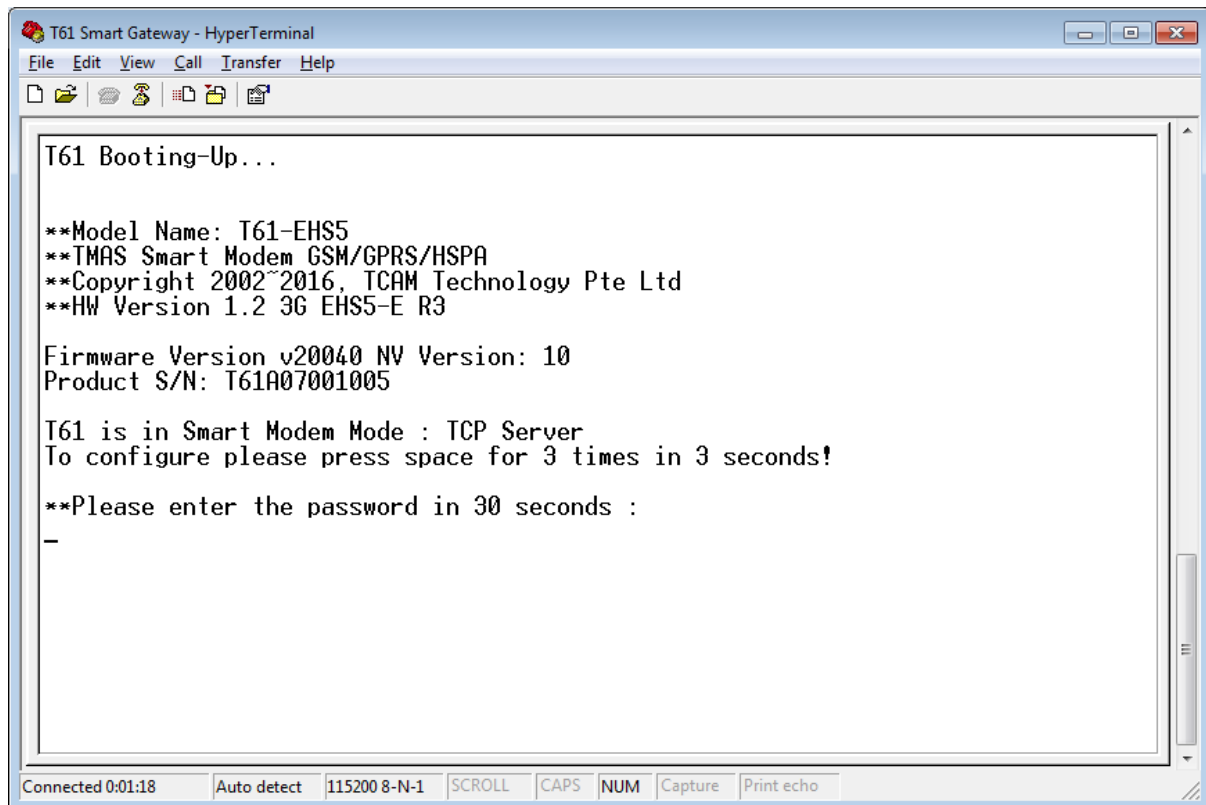 T61 Smart Gateway - HyperTerminal
File Edit View Call Transfer Help
T61 Booting-Up...
**Model Name: T61-EHS5
**TMAS Smart Modem GSM/GPRS/HSPA
**Copyright 2002~2016, TCAM Technology Pte Ltd
**HW Version 1.2 3G EHS5-E R3
Firmware Version v20040 NV Version: 10
Product S/N: T61A07001005
T61 is in Smart Modem Mode : TCP Server
To configure please press space for 3 times in 3 seconds!
**Please enter the password in 30 seconds :
_
Connected 0:01:18 Auto detect 115200 8-N-1 SCROLL CAPS NUM Capture Print echo